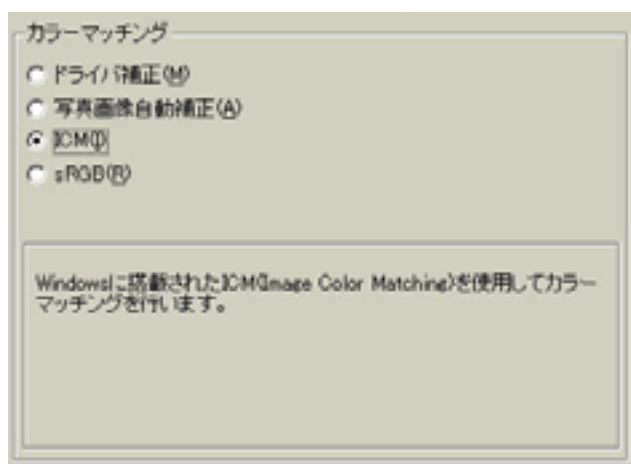 カラーマッチング
ドライバ補正(M)
写真画像自動補正(A)
ICM(I)
sRGB(R)
Windowsに搭載されたICM(Image Color Matching)を使用してカラー
マッチングを行います。